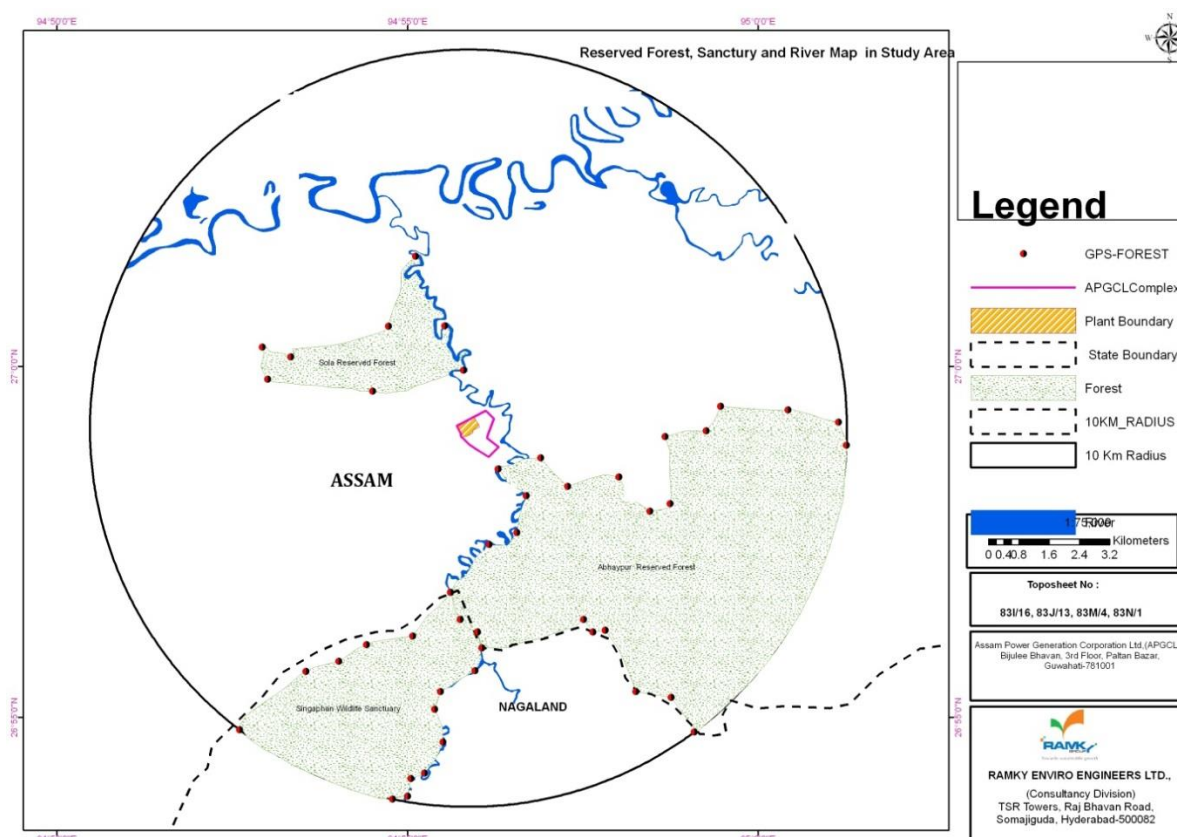 94°50'0"E
94°55'0"E
95°0'0"E
N
W
S
Reserved Forest, Sanctury and River Map in Study Area
27°0'0"N
27°0'0"N
Sola Reserved Forest
ASSAM
Abhaypur Reserved Forest
Singaphan Wildlife Sanctuary
NAGALAND
26°55'0"N
26°55'0"N
Legend
GPS-FOREST
APGCLComplex
Plant Boundary
State Boundary
Forest
10KM_RADIUS
10 Km Radius
River
Kilometers
0 0.40.8 1.6 2.4 3.2
Toposheet No :
83I/16, 83J/13, 83M/4, 83N/1
Assam Power Generation Corporation Ltd,(APGCL
Bijulee Bhavan, 3rd Floor, Paltan Bazar,
Guwahati-781001
RAMKY
GROUP
RAMKY ENVIRO ENGINEERS LTD.,
(Consultancy Division)
TSR Towers, Raj Bhavan Road,
Somajiguda, Hyderabad-500082